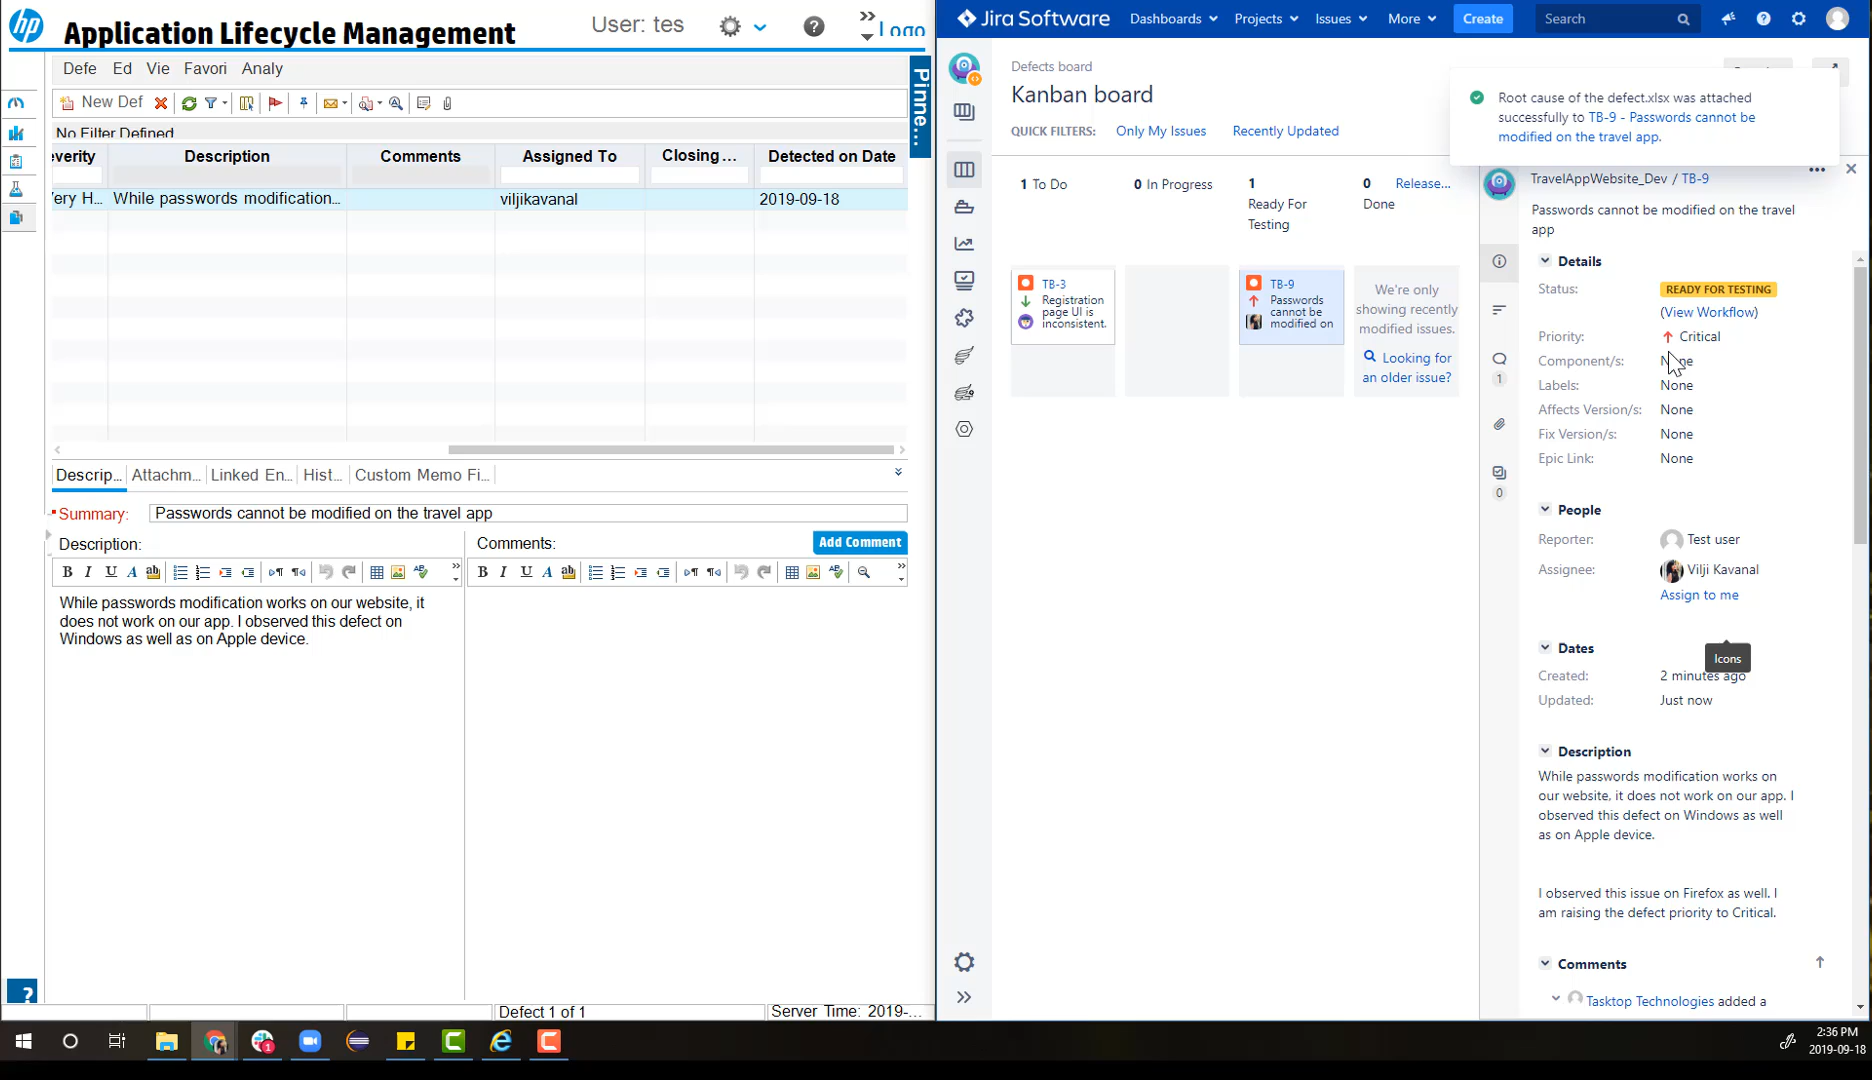 hp
Application Lifecycle Management
User: tes
Logo
Defe Ed Vie Favori Analy
New Def
No Filter Defined
Pinne...
everity Description Comments Assigned To Closing ... Detected on Date
ery H... While passwords modification... viljikavanal 2019-09-18
Descrip... Attachm... Linked En... Hist... Custom Memo Fi...
*Summary: Passwords cannot be modified on the travel app
Description:
Comments:
Add Comment
While passwords modification works on our website, it
does not work on our app. I observed this defect on
Windows as well as on Apple device.
Defect 1 of 1
Server Time: 2019-...
Jira Software
Dashboards Projects Issues More Create Search
Defects board
Kanban board
QUICK FILTERS: Only My Issues Recently Updated
Root cause of the defect.xlsx was attached
successfully to TB-9 - Passwords cannot be
modified on the travel app.
1 To Do
0 In Progress
1
Ready For
Testing
0
Done
Release...
TB-3
Registration
page UI is
inconsistent.
TB-9
Passwords
cannot be
modified on
We're only
showing recently
modified issues.
Looking for
an older issue?
1
0
TravelAppWebsite_Dev / TB-9
Passwords cannot be modified on the travel
app
Details
Status: READY FOR TESTING
(View Workflow)
Priority: Critical
Component/s: None
Labels: None
Affects Version/s: None
Fix Version/s: None
Epic Link: None
People
Reporter: Test user
Assignee: Vilji Kavanal
Assign to me
Dates
Icons
Created: 2 minutes ago
Updated: Just now
Description
While passwords modification works on
our website, it does not work on our app. I
observed this defect on Windows as well
as on Apple device.
I observed this issue on Firefox as well. I
am raising the defect priority to Critical.
Comments
Tasktop Technologies added a
2:36 PM
2019-09-18